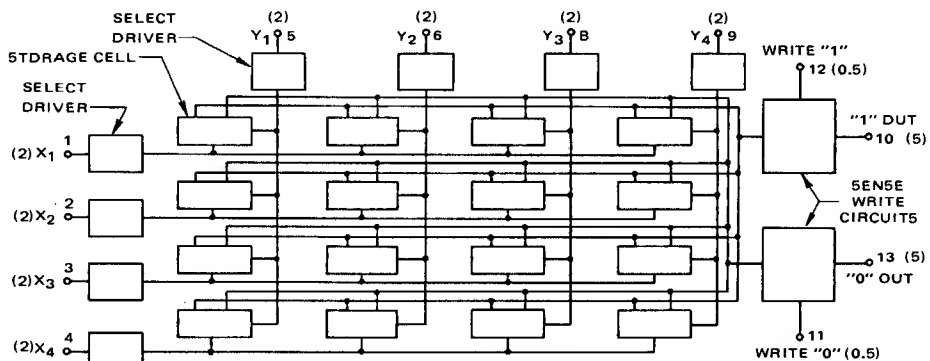 SELECT
DRIVER
(2) (2) (2) (2)
Y1 5 Y2 6 Y3 B Y4 9
5TDRAGE CELL
WRITE "1"
12 (0.5)
SELECT
DRIVER
1
(2) X1
"1" DUT
10 (5)
2
(2) X2
5EN5E
WRITE
CIRCUIT5
3
(2) X3
13 (5)
"0" OUT
4
(2) X4
11
WRITE "0" (0.5)